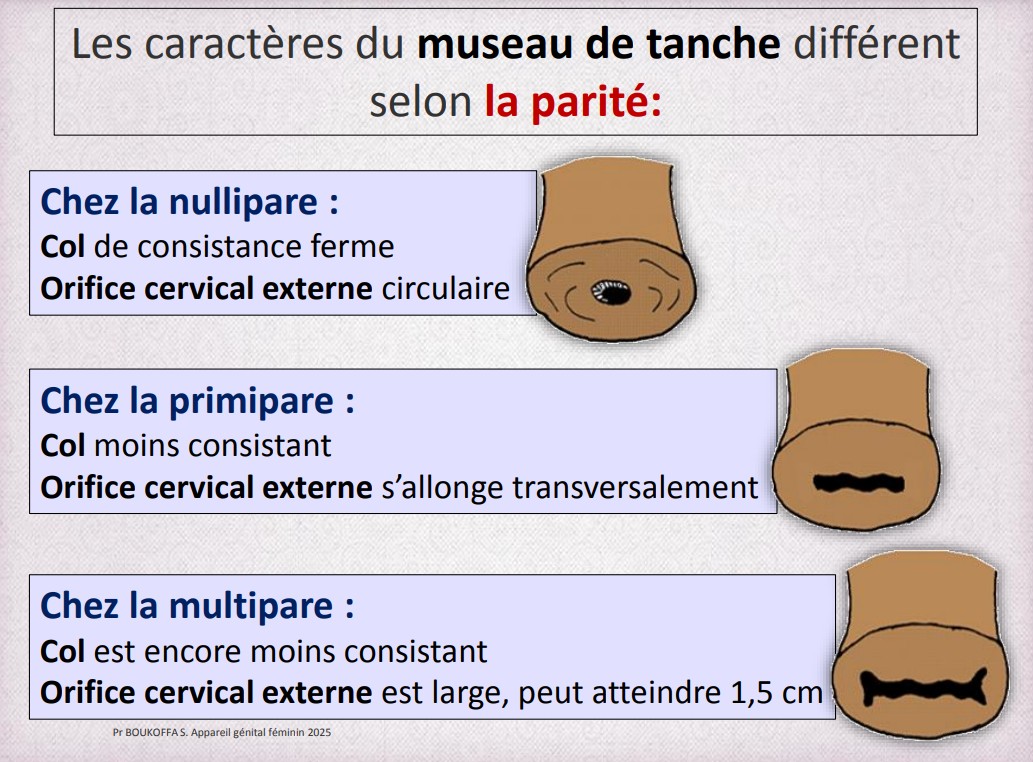 Les caractères du museau de tanche différent
selon la parité:
Chez la nullipare :
Col de consistance ferme
Orifice cervical externe circulaire
Chez la primipare :
Col moins consistant
Orifice cervical externe s’allonge transversalement
Chez la multipare :
Col est encore moins consistant
Orifice cervical externe est large, peut atteindre 1,5 cm
Pr BOUKOFFA S. Appareil génital féminin 2025